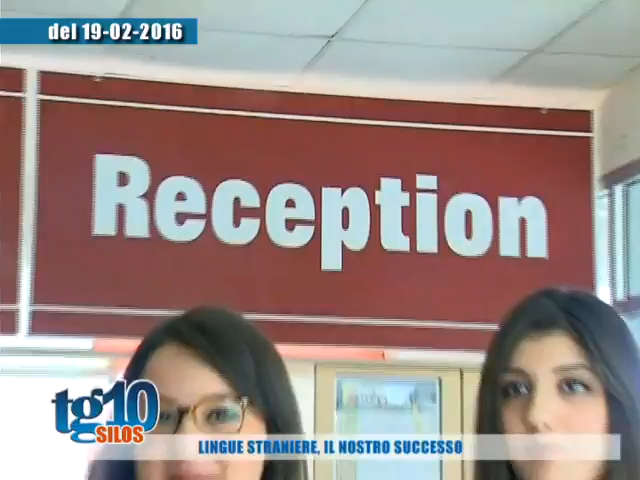 del 19-02-2016
Reception
tg10
SILOS
LINGUE STRANIERE, IL NOSTRO SUCCESSO